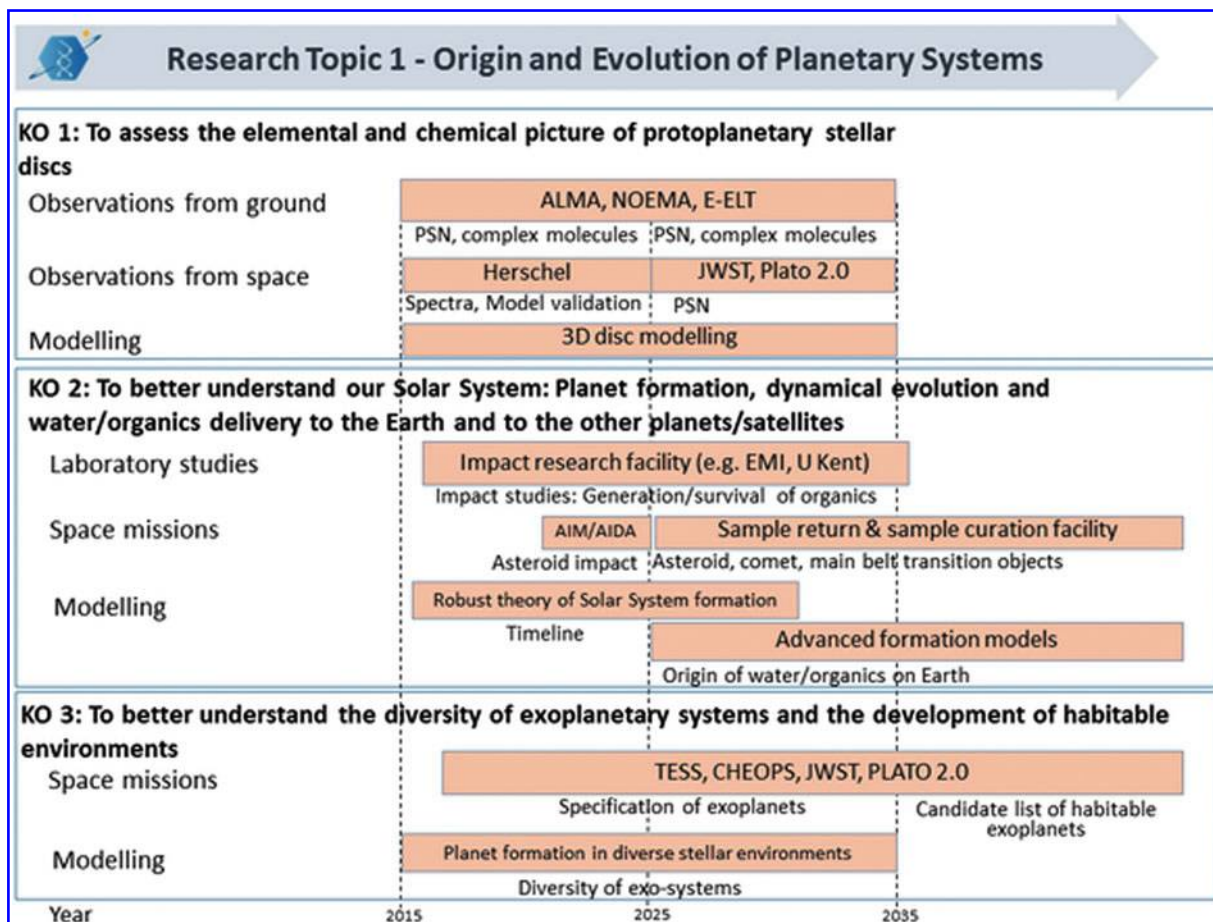 Research Topic 1 - Origin and Evolution of Planetary Systems
KO 1: To assess the elemental and chemical picture of protoplanetary stellar
discs
Observations from ground
ALMA, NOEMA, E-ELT
PSN, complex molecules
PSN, complex molecules
Observations from space
Herschel
JWST, Plato 2.0
Spectra, Model validation
PSN
Modelling
3D disc modelling
KO 2: To better understand our Solar System: Planet formation, dynamical evolution and
water/organics delivery to the Earth and to the other planets/satellites
Laboratory studies
Impact research facility (e.g. EMI, U Kent)
Impact studies: Generation/survival of organics
Space missions
AIM/AIDA
Sample return & sample curation facility
Asteroid impact
Asteroid, comet, main belt transition objects
Modelling
Robust theory of Solar System formation
Timeline
Advanced formation models
Origin of water/organics on Earth
KO 3: To better understand the diversity of exoplanetary systems and the development of habitable
environments
Space missions
TESS, CHEOPS, JWST, PLATO 2.0
Specification of exoplanets
Candidate list of habitable
exoplanets
Modelling
Planet formation in diverse stellar environments
Diversity of exo-systems
Year
2015
2025
2035